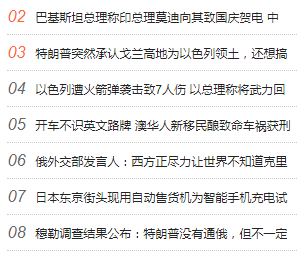 02 巴基斯坦总理称印总理莫迪向其致国庆贺电 中
03 特朗普突然承认戈兰高地为以色列领土，还想搞
04 以色列遭火箭弹袭击致7人伤 以总理称将武力回
05 开车不识英文路牌 澳华人新移民酿致命车祸获刑
06 俄外交部发言人：西方正尽力让世界不知道克里
07 日本东京街头现用自动售货机为智能手机充电试
08 穆勒调查结果公布：特朗普没有通俄，但不一定